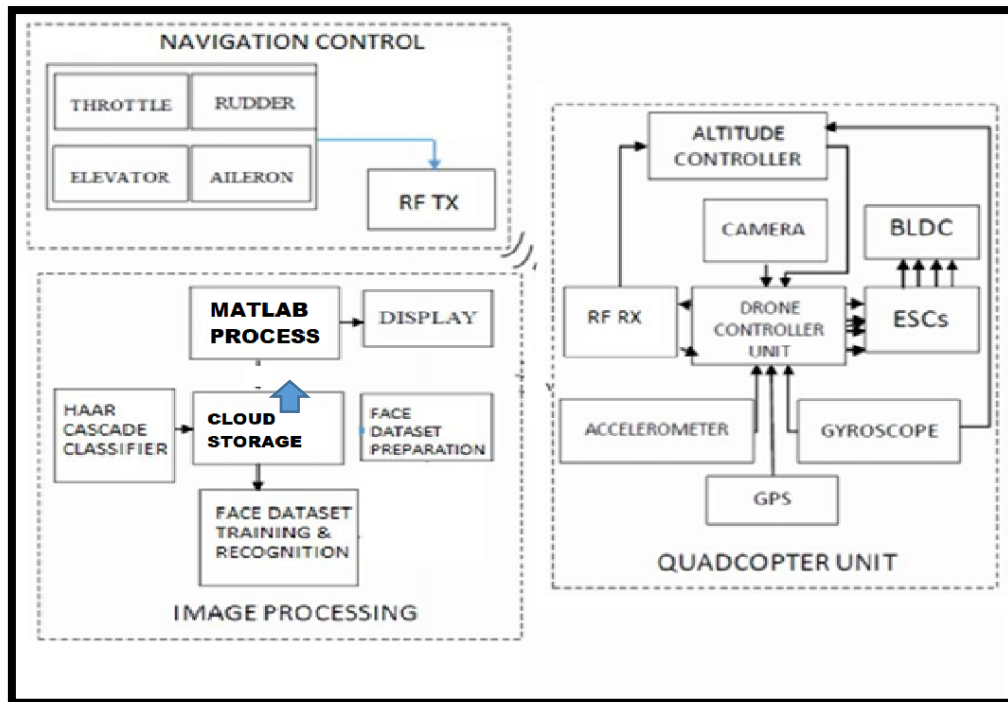 NAVIGATION CONTROL
THROTTLE
RUDDER
ELEVATOR
AILERON
RF TX
MATLAB
PROCESS
DISPLAY
HAAR
CASCADE
CLASSIFIER
CLOUD
STORAGE
FACE
DATASET
PREPARATION
FACE DATASET
TRAINING &
RECOGNITION
IMAGE PROCESSING
ALTITUDE
CONTROLLER
CAMERA
BLDC
RF RX
DRONE
CONTROLLER
UNIT
ESCs
ACCELEROMETER
GYROSCOPE
GPS
QUADCOPTER UNIT